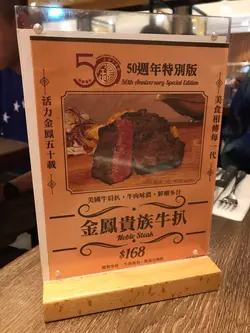 50週年特別版
50th Anniversary Special Edition
活力金鳳五十載
美食相傳每一代
美國牛肩扒，牛肉味濃，鮮嫩多汁
金鳳貴族牛扒
Noble Steak
$168